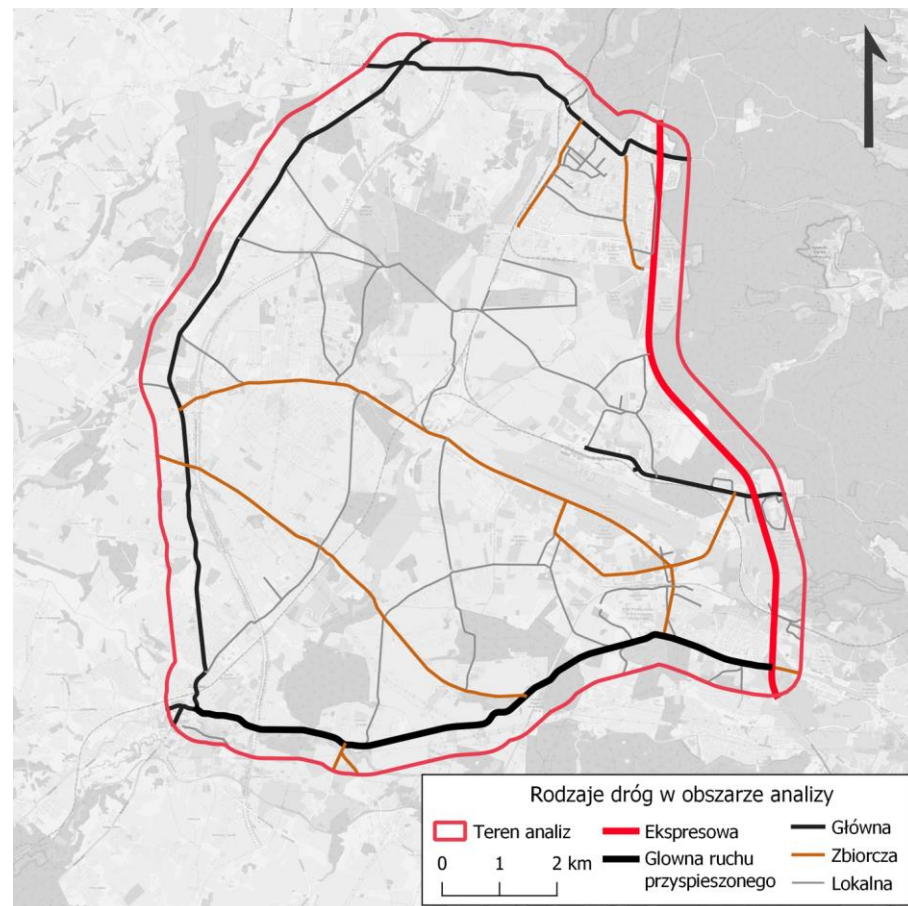 Rodzaje dróg w obszarze analizy
Teren analiz
Ekspresowa
Główna
0 1 2 km
Glowna ruchu
przyspieszonego
Zbiorcza
Lokalna